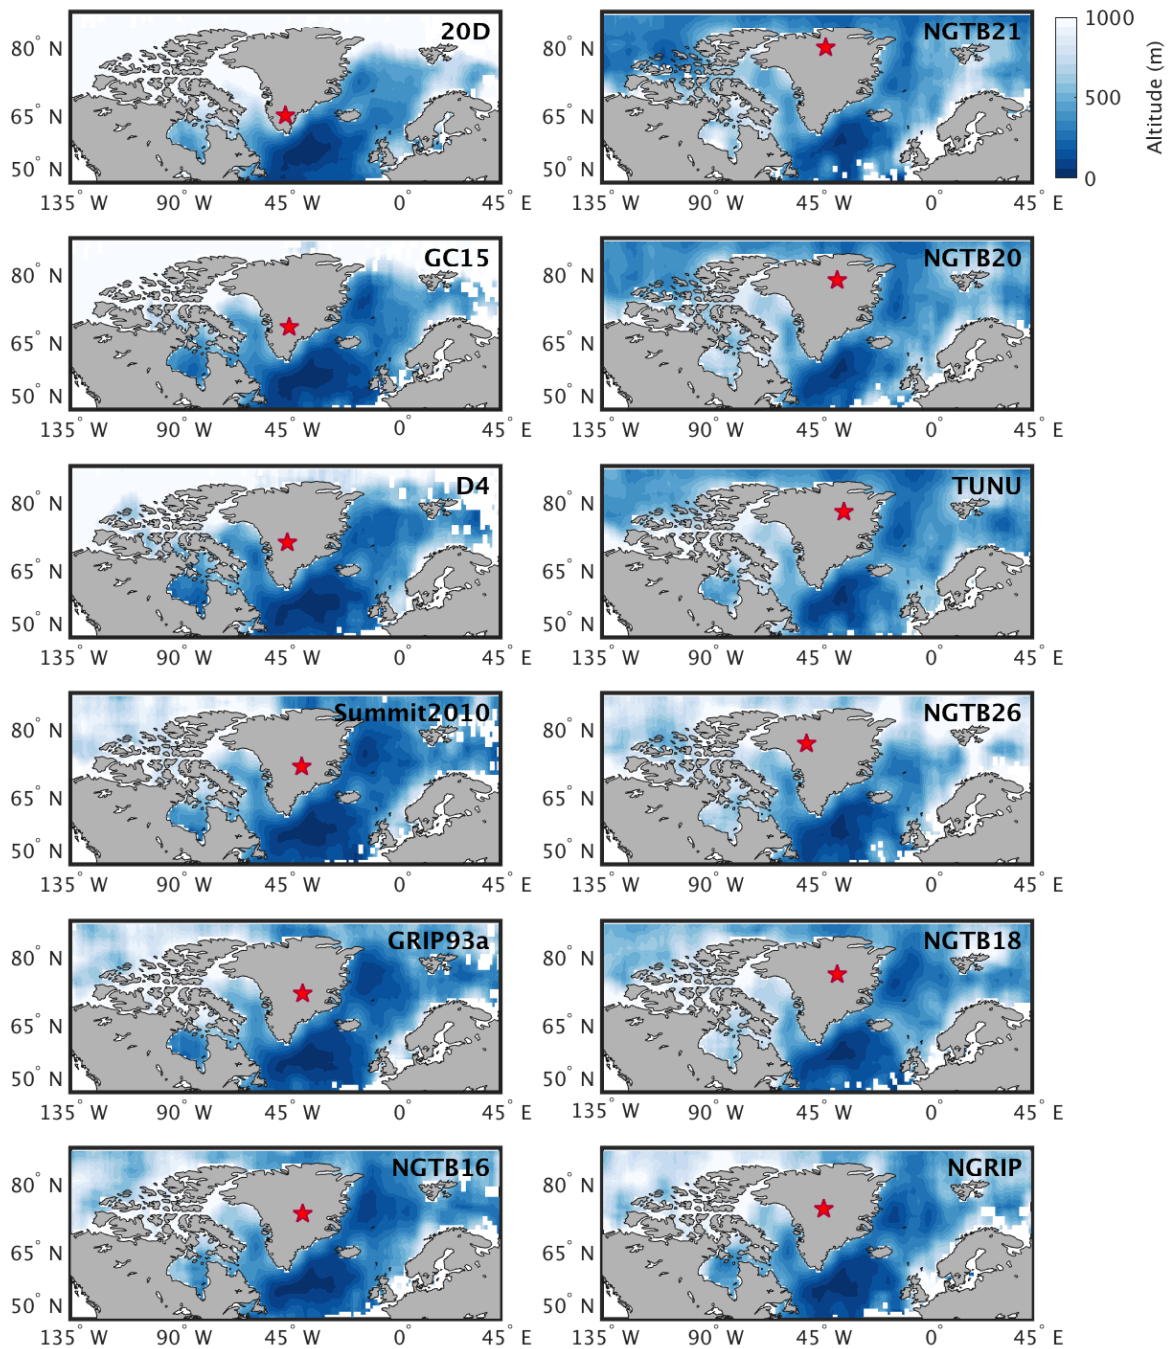 20D
80° N
65° N
50° N
135° W
90° W
45° W
0°
45° E
NGTB21
80° N
65° N
50° N
135° W
90° W
45° W
0°
45° E
1000
500
0
Altitude (m)
GC15
80° N
65° N
50° N
135° W
90° W
45° W
0°
45° E
NGTB20
80° N
65° N
50° N
135° W
90° W
45° W
0°
45° E
D4
80° N
65° N
50° N
135° W
90° W
45° W
0°
45° E
TUNU
80° N
65° N
50° N
135° W
90° W
45° W
0°
45° E
Summit2010
80° N
65° N
50° N
135° W
90° W
45° W
0°
45° E
NGTB26
80° N
65° N
50° N
135° W
90° W
45° W
0°
45° E
GRIP93a
80° N
65° N
50° N
135° W
90° W
45° W
0°
45° E
NGTB18
80° N
65° N
50° N
135° W
90° W
45° W
0°
45° E
NGTB16
80° N
65° N
50° N
135° W
90° W
45° W
0°
45° E
NGRIP
80° N
65° N
50° N
135° W
90° W
45° W
0°
45° E